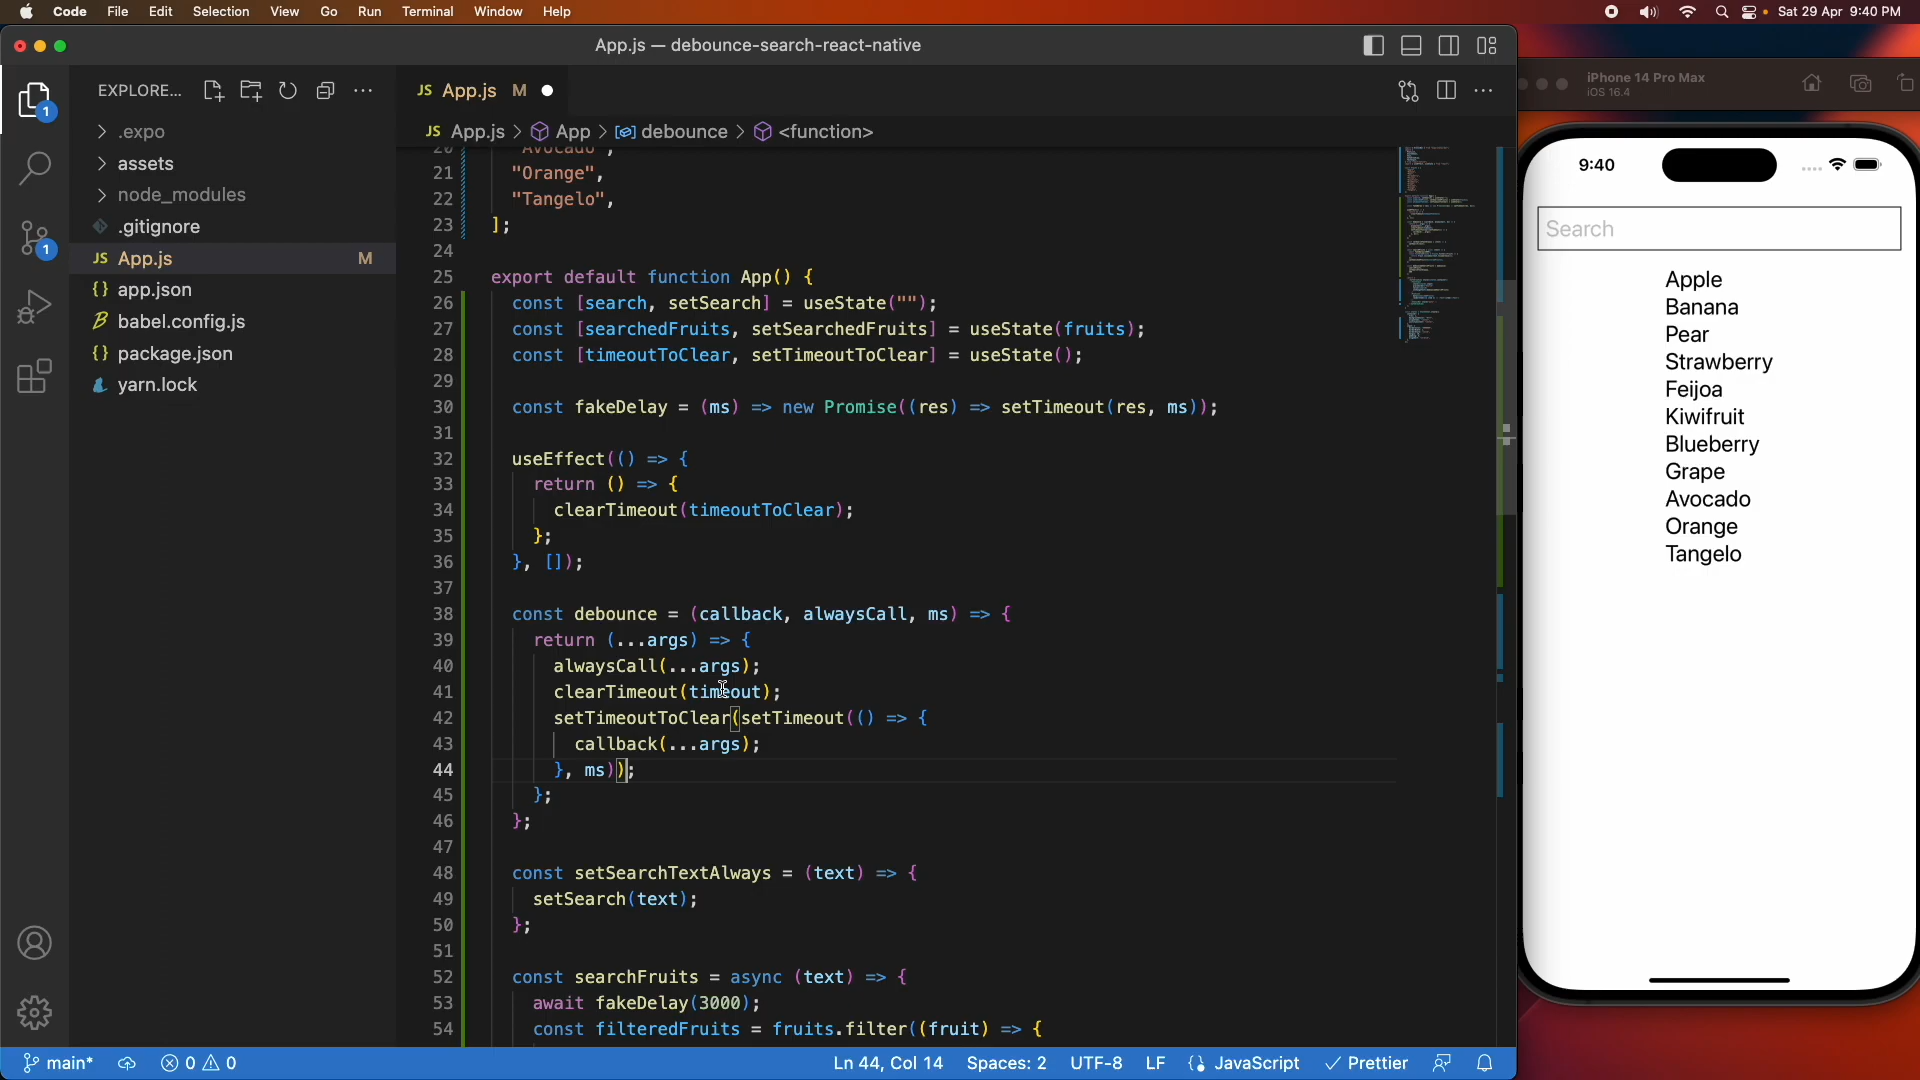 Code File Edit Selection View Go Run Terminal Window Help Sat 29 Apr 9:40 PM
App.js — debounce-search-react-native
EXPLORE...
JS App.js M
iPhone 14 Pro Max
iOS 16.4
JS App.js > App > debounce > <function>
.expo
assets
node_modules
.gitignore
JS App.js M
{} app.json
babel.config.js
{} package.json
yarn.lock
1
1
20 "Avocado",
21 "Orange",
22 "Tangelo",
23 ];
24
25 export default function App() {
26 const [search, setSearch] = useState("");
27 const [searchedFruits, setSearchedFruits] = useState(fruits);
28 const [timeoutToClear, setTimeoutToClear] = useState();
29
30 const fakeDelay = (ms) => new Promise((res) => setTimeout(res, ms));
31
32 useEffect(() => {
33 return () => {
34 clearTimeout(timeoutToClear);
35 };
36 }, []);
37
38 const debounce = (callback, alwaysCall, ms) => {
39 return (...args) => {
40 alwaysCall(...args);
41 clearTimeout(timeout);
42 setTimeoutToClear(setTimeout(() => {
43 callback(...args);
44 }, ms));
45 };
46 };
47
48 const setSearchTextAlways = (text) => {
49 setSearch(text);
50 };
51
52 const searchFruits = async (text) => {
53 await fakeDelay(3000);
54 const filteredFruits = fruits.filter((fruit) => {
9:40
Search
Apple
Banana
Pear
Strawberry
Feijoa
Kiwifruit
Blueberry
Grape
Avocado
Orange
Tangelo
main* 0 0 Ln 44, Col 14 Spaces: 2 UTF-8 LF {} JavaScript Prettier